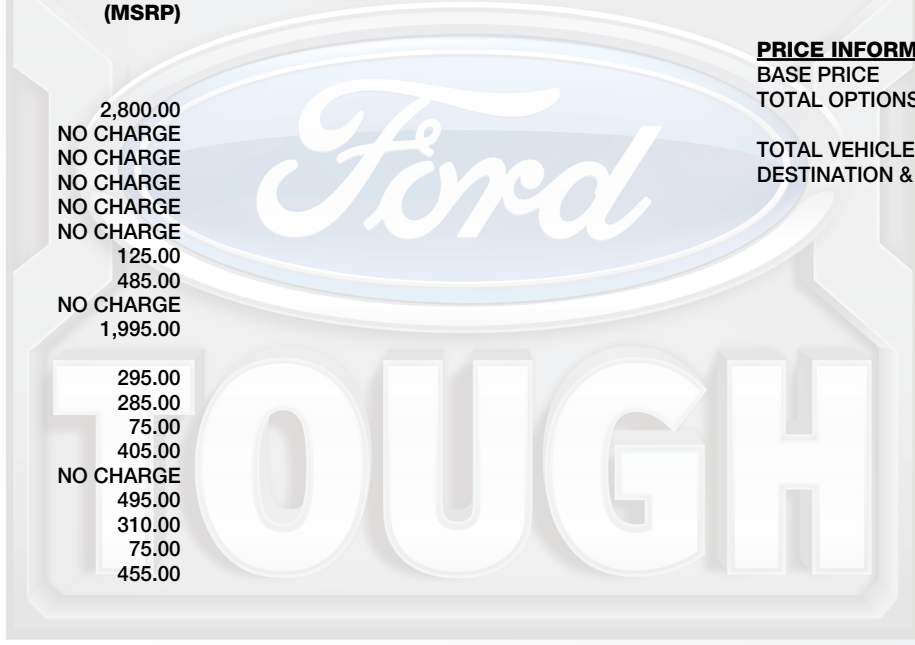 (MSRP)
PRICE INFORM
BASE PRICE
TOTAL OPTIONS
TOTAL VEHICLE
DESTINATION &
2,800.00
NO CHARGE
NO CHARGE
NO CHARGE
NO CHARGE
NO CHARGE
125.00
485.00
NO CHARGE
1,995.00
295.00
285.00
75.00
405.00
NO CHARGE
495.00
310.00
75.00
455.00
Ford
TOUGH